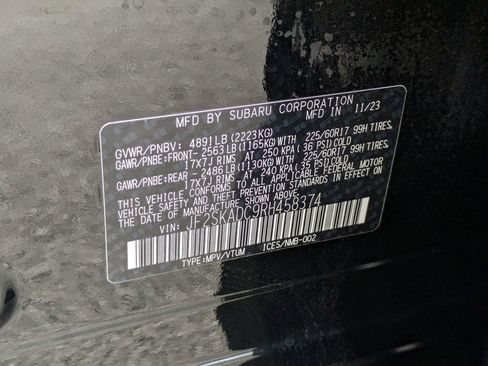 MFD BY SUBARU CORPORATION MFD IN 11/23
GVWR/PNBV: 4891LB(2223KG)
GAWR/PNBE:FRONT-2563LB(1165KG)WITH 225/60R17 99H TIRES,
17X7J RIMS AT 250 KPA(36 PSI)COLD
GAWR/PNBE:REAR -2486LB(1130KG)WITH 225/60R17 99H TIRES,
17X7J RIMS AT 240 KPA(35 PSI)COLD
THIS VEHICLE CONFORMS TO ALL APPLICABLE FEDERAL MOTOR
VEHICLE SAFETY AND THEFT PREVENTION STANDARDS IN EFFECT ON
THE DATE OF MANUFACTURE SHOWN ABOVE.
VIN: JF2SKADC9RH458374
TYPE:MPV/VTUM ICES/NMB-002